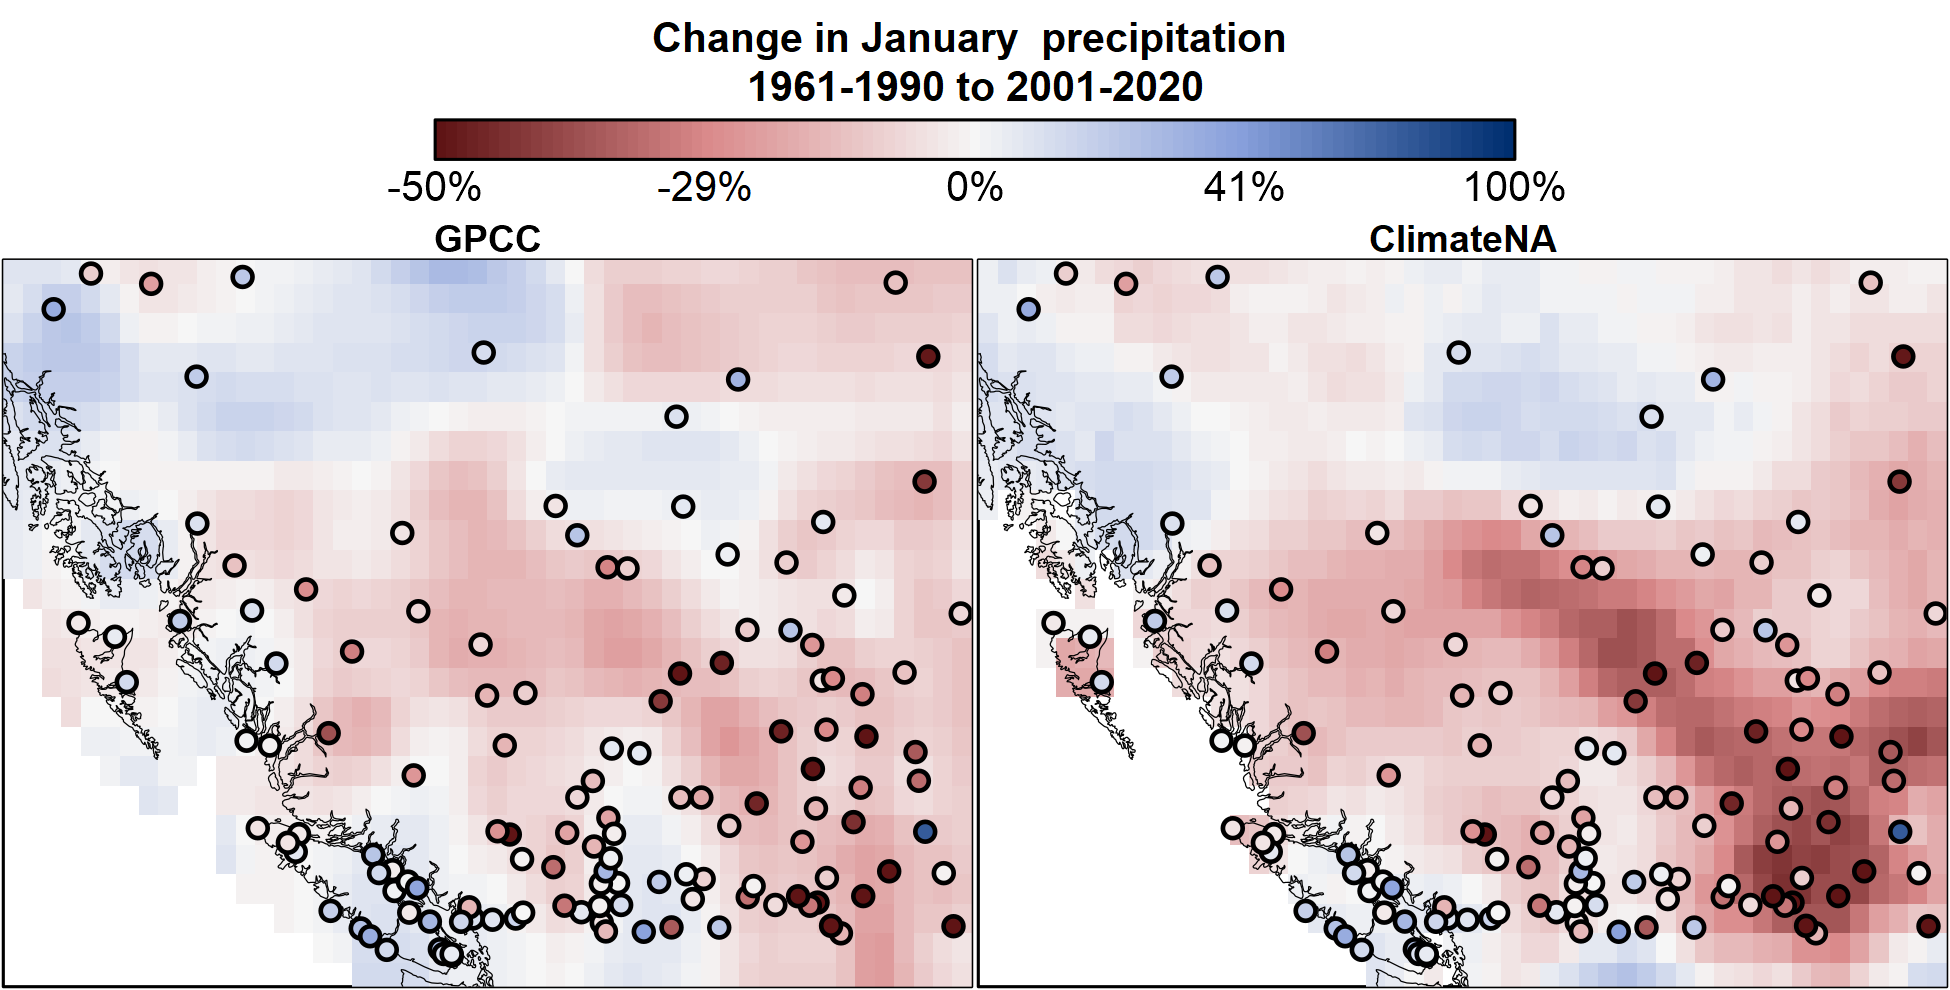 Change in January precipitation
1961-1990 to 2001-2020
-50% -29% 0% 41% 100%
GPCC ClimateNA